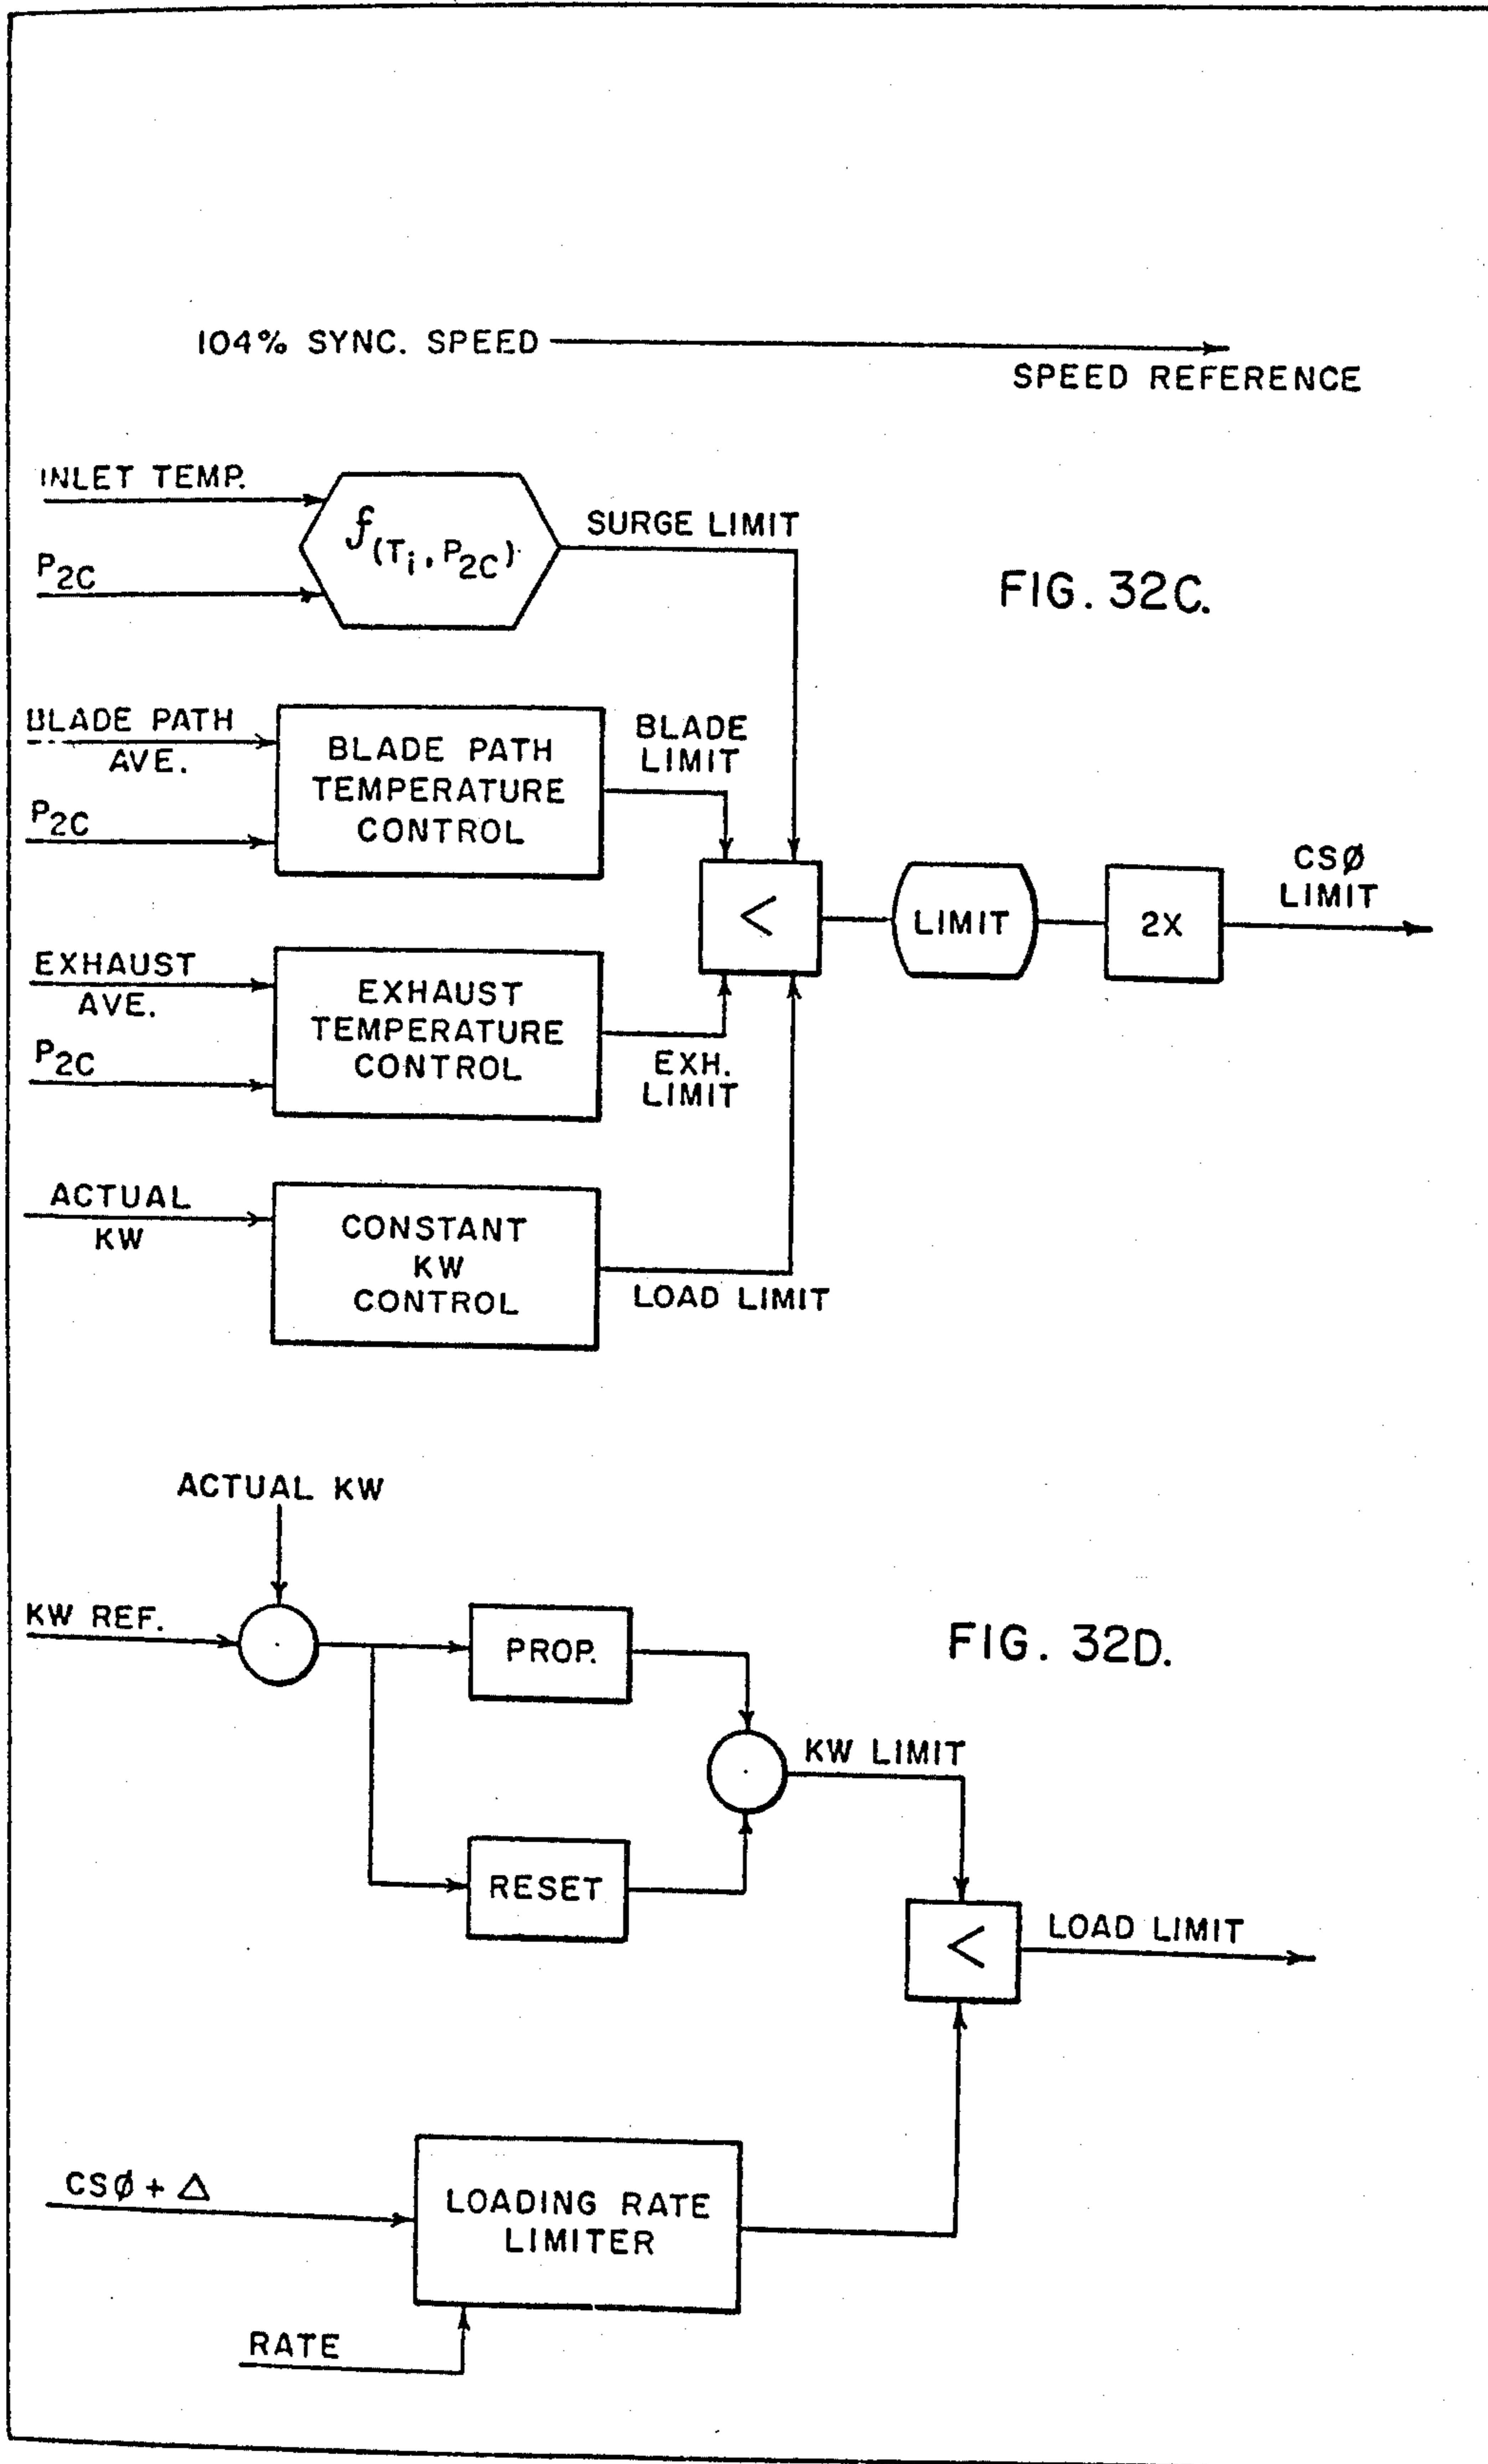 104% SYNC. SPEED
SPEED REFERENCE
INLET TEMP.
f(Ti, P2C)
SURGE LIMIT
P2C
FIG. 32C.
BLADE PATH
AVE.
P2C
BLADE PATH
TEMPERATURE
CONTROL
BLADE
LIMIT
<
LIMIT
2X
CSØ
LIMIT
EXHAUST
AVE.
P2C
EXHAUST
TEMPERATURE
CONTROL
EXH.
LIMIT
ACTUAL
KW
CONSTANT
KW
CONTROL
LOAD LIMIT
ACTUAL KW
KW REF.
PROP.
FIG. 32D.
KW LIMIT
RESET
<
LOAD LIMIT
CSØ + Δ
LOADING RATE
LIMITER
RATE